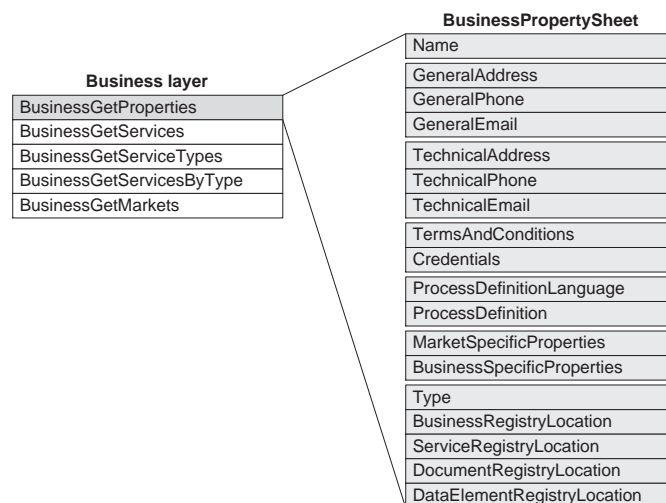 Business layer
BusinessGetProperties
BusinessGetServices
BusinessGetServiceTypes
BusinessGetServicesByType
BusinessGetMarkets
BusinessPropertySheet
Name
GeneralAddress
GeneralPhone
GeneralEmail
TechnicalAddress
TechnicalPhone
TechnicalEmail
TermsAndConditions
Credentials
ProcessDefinitionLanguage
ProcessDefinition
MarketSpecificProperties
BusinessSpecificProperties
Type
BusinessRegistryLocation
ServiceRegistryLocation
DocumentRegistryLocation
DataElementRegistryLocation